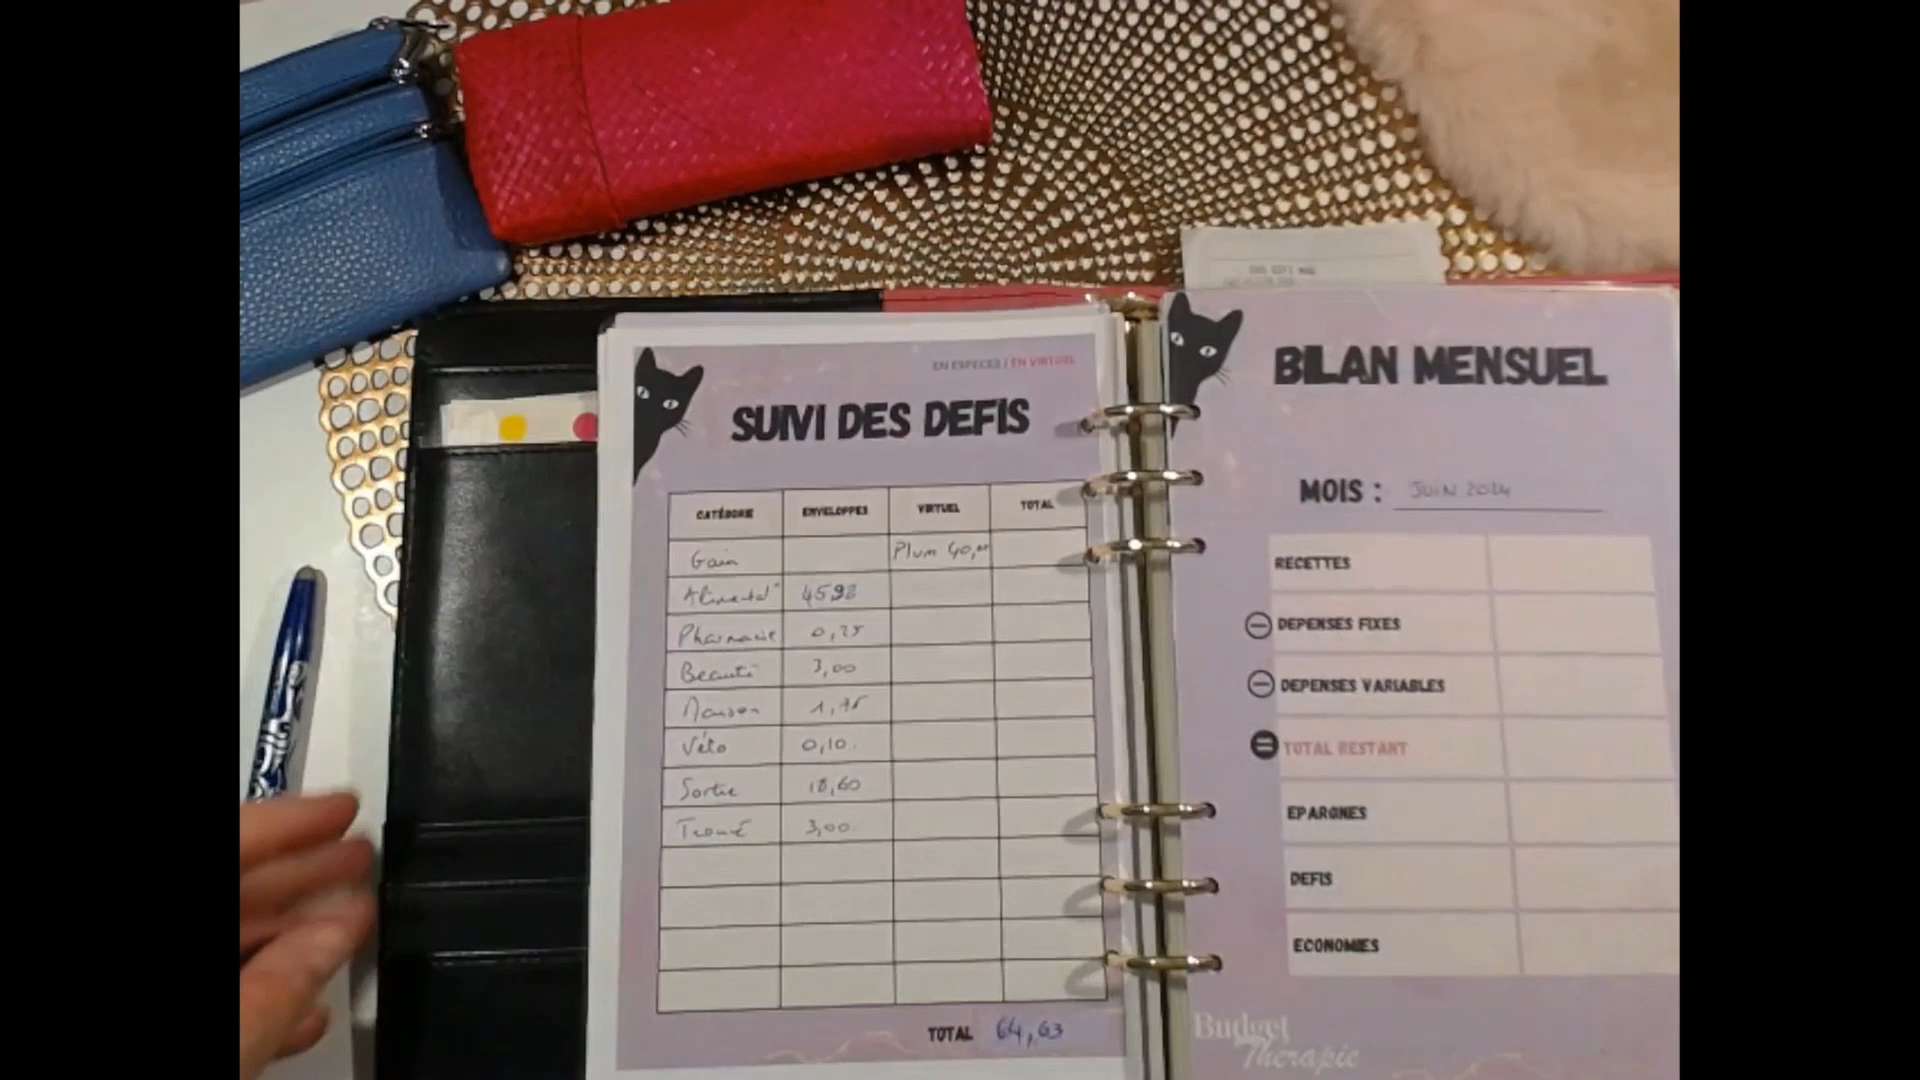 EN ESPECES / EN VIRTUEL
SUIVI DES DEFIS
CATÉGORIE ENVELOPPES VIRTUEL TOTAL
Gain Plum 40,00
Alimentat° 45,92
Pharmacie 0,25
Beauté 3,00
Maison 1,75
Véto 0,10
Sortie 18,60
Trouvé 3,00
TOTAL 64,63
BILAN MENSUEL
MOIS : JUIN 2024
RECETTES
DEPENSES FIXES
DEPENSES VARIABLES
TOTAL RESTANT
EPARGNES
DEFIS
ECONOMIES
Budget
Thérapie